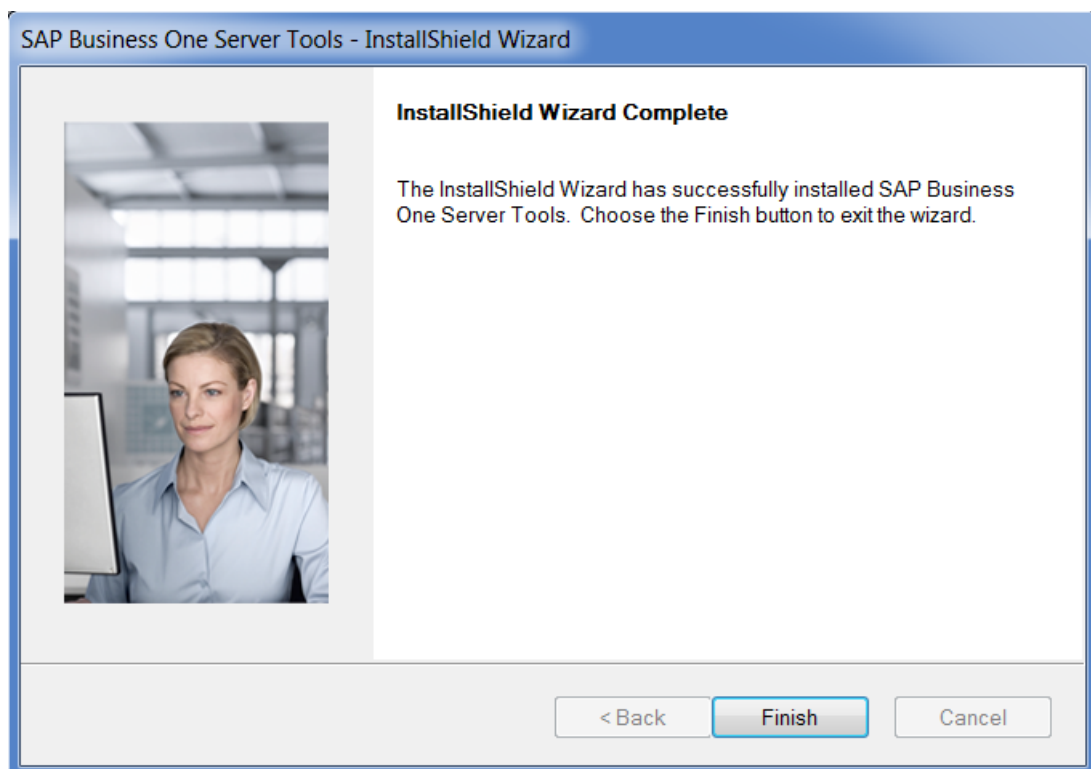 SAP Business One Server Tools - InstallShield Wizard
InstallShield Wizard Complete
The InstallShield Wizard has successfully installed SAP Business
One Server Tools.  Choose the Finish button to exit the wizard.
< Back
Finish
Cancel